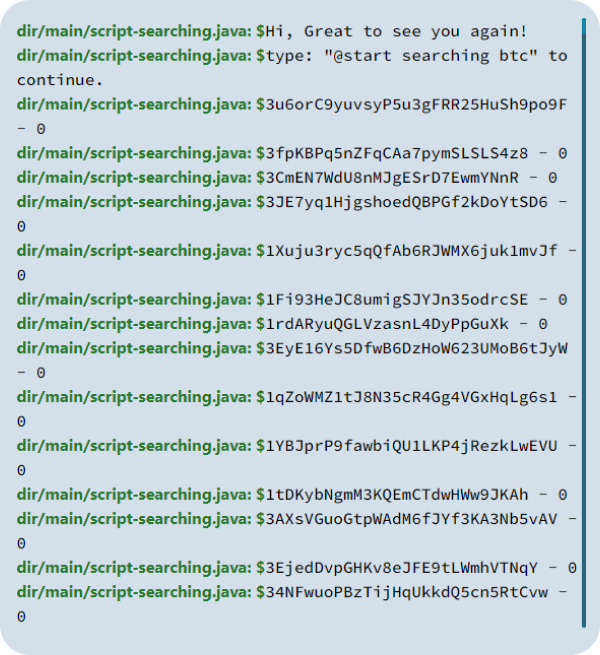 dir/main/script-searching.java: $Hi, Great to see you again!
dir/main/script-searching.java: $type: "@start searching btc" to
continue.
dir/main/script-searching.java: $3u6orC9yuvsyP5u3gFRR25HuSh9po9F
- 0
dir/main/script-searching.java: $3fpKBPq5nZFqCAa7pymSLSLS4z8 - 0
dir/main/script-searching.java: $3CmEN7WdU8nMJgESrD7EwmYNnR - 0
dir/main/script-searching.java: $3JE7yq1HjgshoedQBPGf2kDoYtSD6 -
0
dir/main/script-searching.java: $1Xuju3ryc5qQfAb6RJWMX6juk1mvJf -
0
dir/main/script-searching.java: $1Fi93HeJC8umigSJYJn35odrcSE - 0
dir/main/script-searching.java: $1rdARyuQGLVzasnL4DyPpGuXk - 0
dir/main/script-searching.java: $3EyE16Ys5DfwB6DzHoW623UMoB6tJyW
- 0
dir/main/script-searching.java: $1qZoWMZ1tJ8N35cR4Gg4VGxHqLg6s1 -
0
dir/main/script-searching.java: $1YBJprP9fawbiQU1LKP4jRezkLwEVU -
0
dir/main/script-searching.java: $1tDKybNgmM3KQEmCTdwHWw9JKAh - 0
dir/main/script-searching.java: $3AXsVGuoGtpWAdM6fJYf3KA3Nb5vAV -
0
dir/main/script-searching.java: $3EjedDvpGHKv8eJFE9tLWmhVTNqY - 0
dir/main/script-searching.java: $34NFwuoPBzTijHqUkkdQ5cn5RtCvw -
0